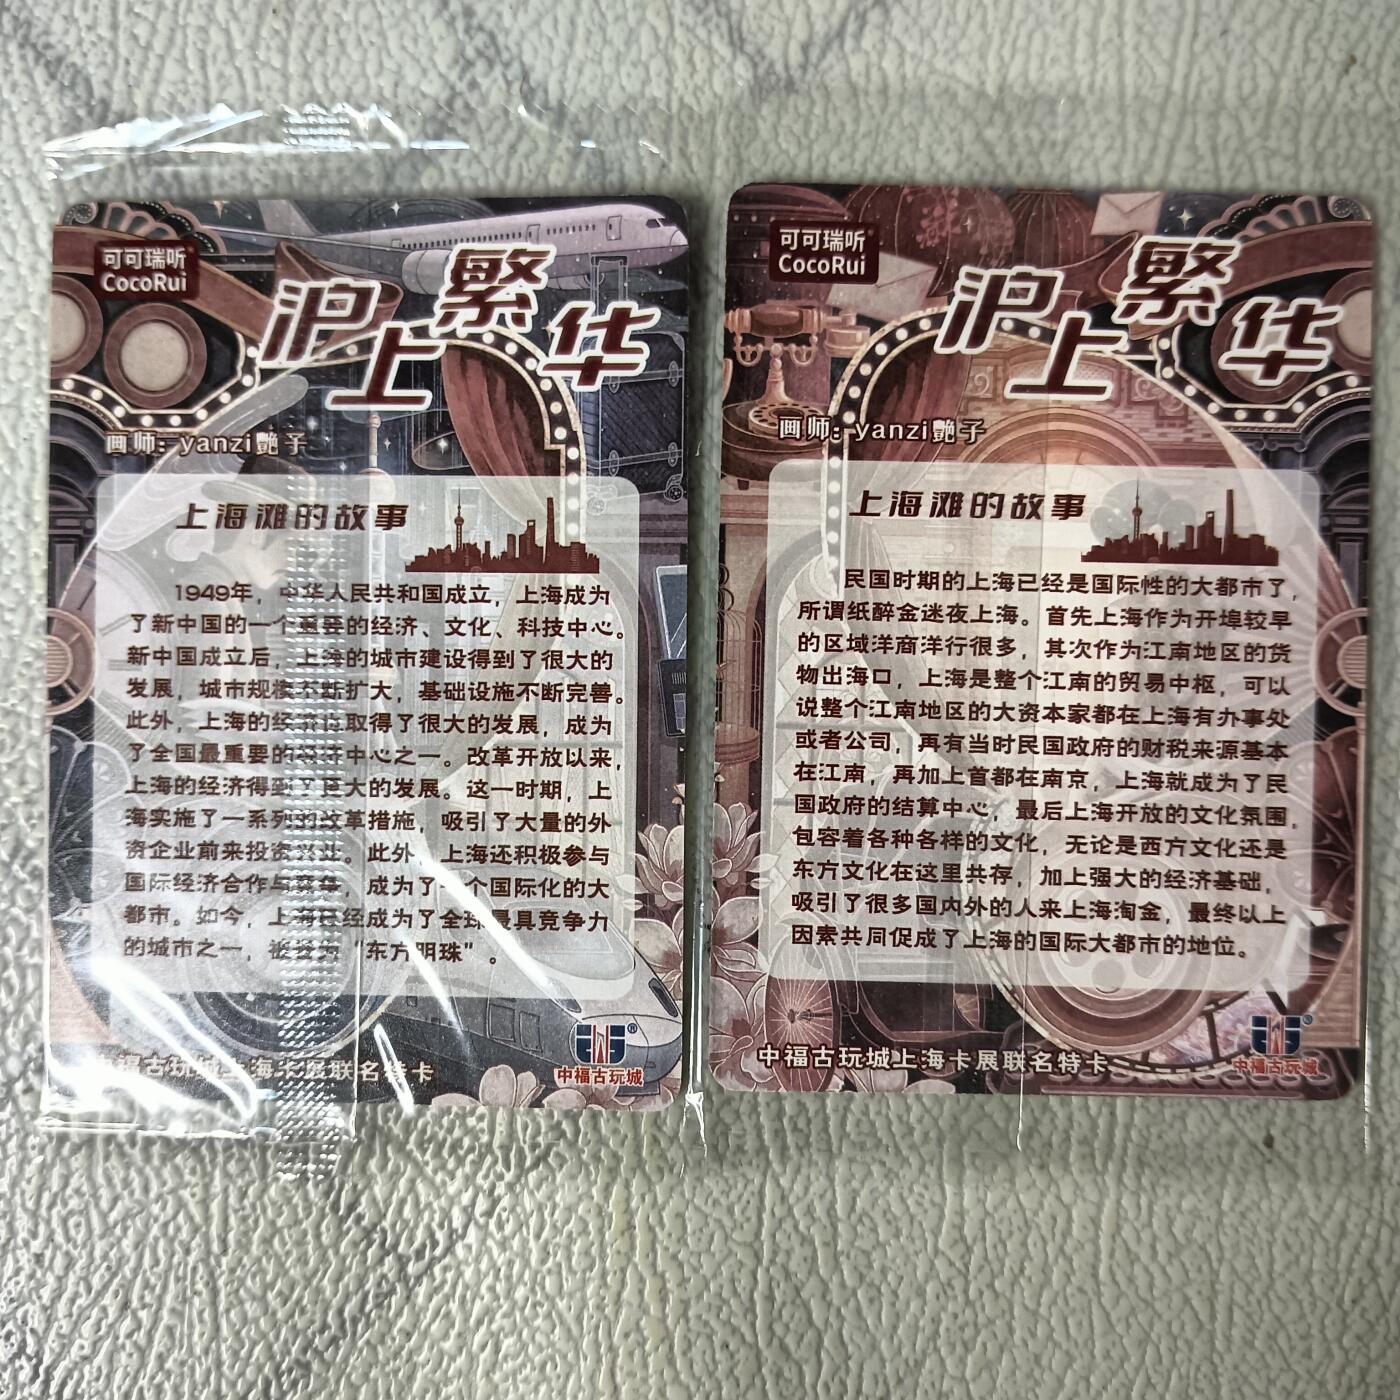 可可瑞听
CocoRui
沪上繁华
画师：yanzi艷子
上海滩的故事
1949年，中华人民共和国成立，上海成为
了新中国的一个重要的经济、文化、科技中心。
新中国成立后，上海的城市建设得到了很大的
发展，城市规模不断扩大，基础设施不断完善。
此外，上海的经济也取得了很大的发展，成为
了全国最重要的经济中心之一。改革开放以来，
上海的经济得到了巨大的发展。这一时期，上
海实施了一系列的改革措施，吸引了大量的外
资企业前来投资兴业。此外，上海还积极参与
国际经济合作与竞争，成为了一个国际化的大
都市。如今，上海已经成为了全球最具竞争力
的城市之一，被誉为“东方明珠”。
中福古玩城上海卡展联名特卡
中福古玩城
可可瑞听
CocoRui
沪上繁华
画师：yanzi艷子
上海滩的故事
民国时期的上海已经是国际性的大都市了，
所谓纸醉金迷夜上海。首先上海作为开埠较早
的区域洋商洋行很多，其次作为江南地区的货
物出海口，上海是整个江南的贸易中枢，可以
说整个江南地区的大资本家都在上海有办事处
或者公司，再有当时民国政府的财税来源基本
在江南，再加上首都在南京，上海就成为了民
国政府的结算中心，最后上海开放的文化氛围，
包容着各种各样的文化，无论是西方文化还是
东方文化在这里共存，加上强大的经济基础，
吸引了很多国内外的人来上海淘金，最终以上
因素共同促成了上海的国际大都市的地位。
中福古玩城上海卡展联名特卡
中福古玩城